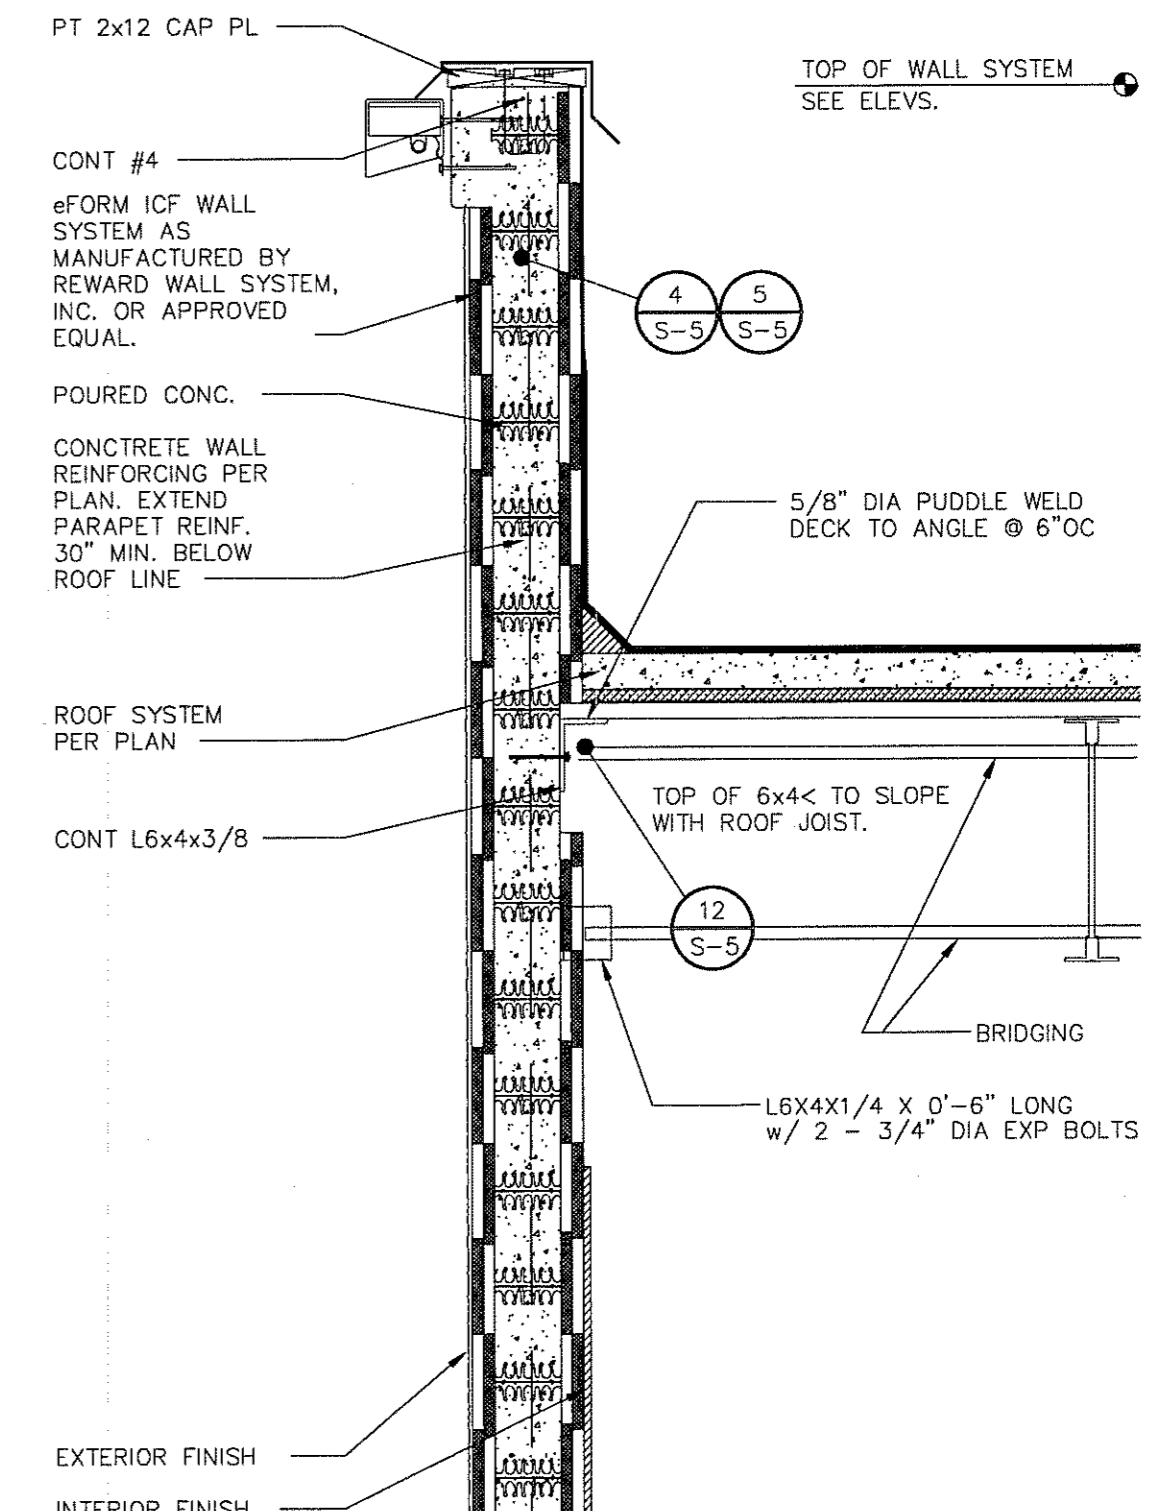 PT 2x12 CAP PL
TOP OF WALL SYSTEM
SEE ELEVS.
CONT #4
eFORM ICF WALL
SYSTEM AS
MANUFACTURED BY
REWARD WALL SYSTEM,
INC. OR APPROVED
EQUAL.
4
S-5
5
S-5
POURED CONC.
CONCTRETE WALL
REINFORCING PER
PLAN. EXTEND
PARAPET REINF.
30" MIN. BELOW
ROOF LINE
5/8" DIA PUDDLE WELD
DECK TO ANGLE @ 6"OC
ROOF SYSTEM
PER PLAN
TOP OF 6x4< TO SLOPE
WITH ROOF JOIST.
CONT L6x4x3/8
12
S-5
BRIDGING
L6X4X1/4 X 0'-6" LONG
w/ 2 - 3/4" DIA EXP BOLTS
EXTERIOR FINISH
INTERIOR FINISH